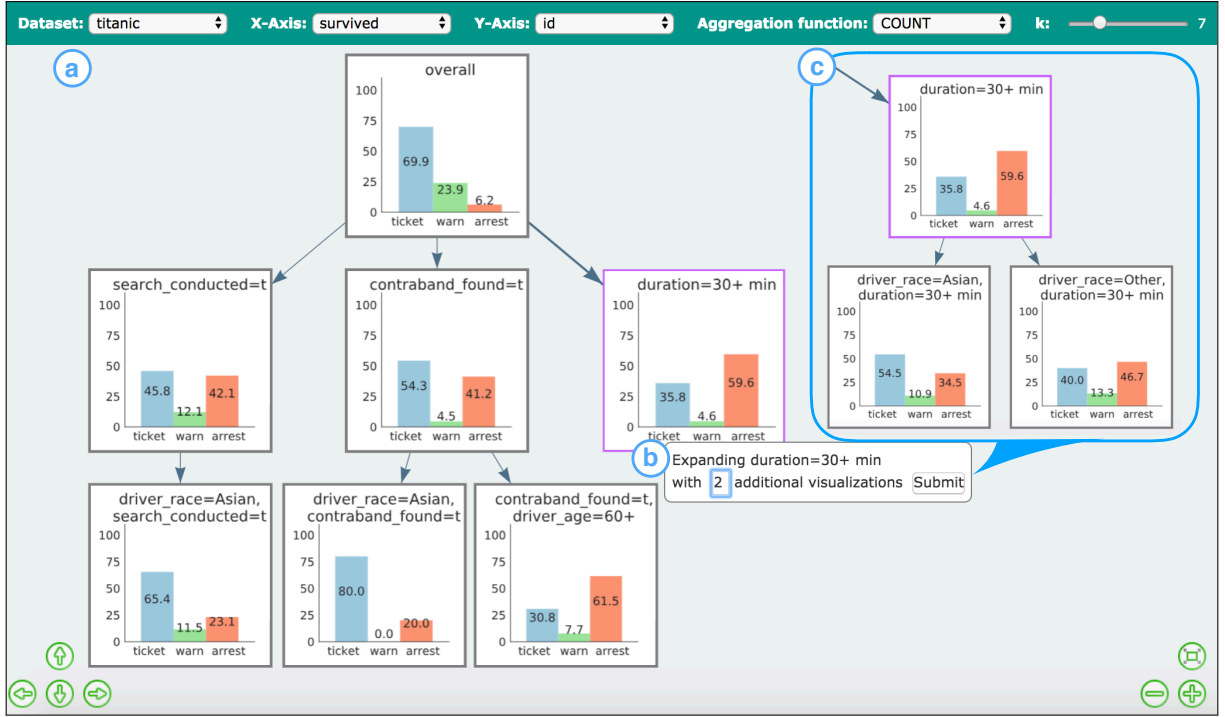 Dataset: titanic X-Axis: survived Y-Axis: id Aggregation function: COUNT k: 7
a
overall
100
75
50
25
0
69.9
23.9
6.2
ticket warn arrest
search_conducted=t
100
75
50
25
0
45.8
12.1
42.1
ticket warn arrest
contraband_found=t
100
75
50
25
0
54.3
4.5
41.2
ticket warn arrest
duration=30+ min
100
75
50
25
0
35.8
4.6
59.6
ticket warn arrest
driver_race=Asian,
search_conducted=t
100
75
50
25
0
65.4
11.5
23.1
ticket warn arrest
driver_race=Asian,
contraband_found=t
100
75
50
25
0
80.0
0.0
20.0
ticket warn arrest
contraband_found=t,
driver_age=60+
100
75
50
25
0
30.8
7.7
61.5
ticket warn arrest
b
Expanding duration=30+ min
with 2 additional visualizations Submit
c
duration=30+ min
100
75
50
25
0
35.8
4.6
59.6
ticket warn arrest
driver_race=Asian,
duration=30+ min
100
75
50
25
0
54.5
10.9
34.5
ticket warn arrest
driver_race=Other,
duration=30+ min
100
75
50
25
0
40.0
13.3
46.7
ticket warn arrest